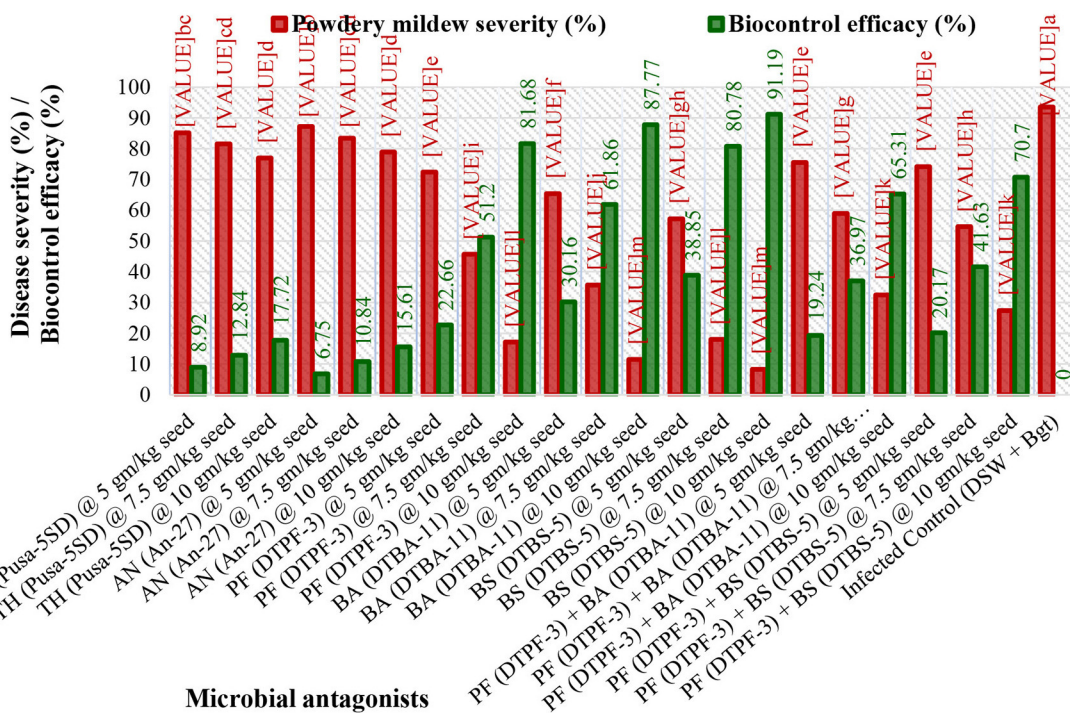 Powdery mildew severity (%)
Biocontrol efficacy (%)
Disease severity (%) /
Biocontrol efficacy (%)
100
90
80
70
60
50
40
30
20
10
0
[VALUE]bc
8.92
[VALUE]cd
12.84
[VALUE]d
17.72
6.75
10.84
[VALUE]d
15.61
[VALUE]e
22.66
[VALUE]i
51.2
[VALUE]l
81.68
[VALUE]f
30.16
[VALUE]j
61.86
[VALUE]m
87.77
[VALUE]gh
38.85
[VALUE]l
80.78
[VALUE]m
91.19
[VALUE]e
19.24
[VALUE]g
36.97
[VALUE]k
65.31
[VALUE]e
20.17
[VALUE]h
41.63
[VALUE]k
70.7
[VALUE]a
0
(Pusa-5SD) @ 5 gm/kg seed
TH (Pusa-5SD) @ 7.5 gm/kg seed
TH (Pusa-5SD) @ 10 gm/kg seed
AN (An-27) @ 5 gm/kg seed
AN (An-27) @ 7.5 gm/kg seed
AN (An-27) @ 10 gm/kg seed
PF (DTPF-3) @ 5 gm/kg seed
PF (DTPF-3) @ 7.5 gm/kg seed
PF (DTPF-3) @ 10 gm/kg seed
BA (DTBA-11) @ 5 gm/kg seed
BA (DTBA-11) @ 7.5 gm/kg seed
BA (DTBA-11) @ 10 gm/kg seed
BS (DTBS-5) @ 5 gm/kg seed
BS (DTBS-5) @ 7.5 gm/kg seed
BS (DTBS-5) @ 10 gm/kg seed
PF (DTPF-3) + BA (DTBA-11) @ 5 gm/kg seed
PF (DTPF-3) + BA (DTBA-11) @ 7.5 gm/kg…
PF (DTPF-3) + BA (DTBA-11) @ 10 gm/kg seed
PF (DTPF-3) + BS (DTBS-5) @ 5 gm/kg seed
PF (DTPF-3) + BS (DTBS-5) @ 7.5 gm/kg seed
PF (DTPF-3) + BS (DTBS-5) @ 10 gm/kg seed
Infected Control (DSW + Bgt)
Microbial antagonists